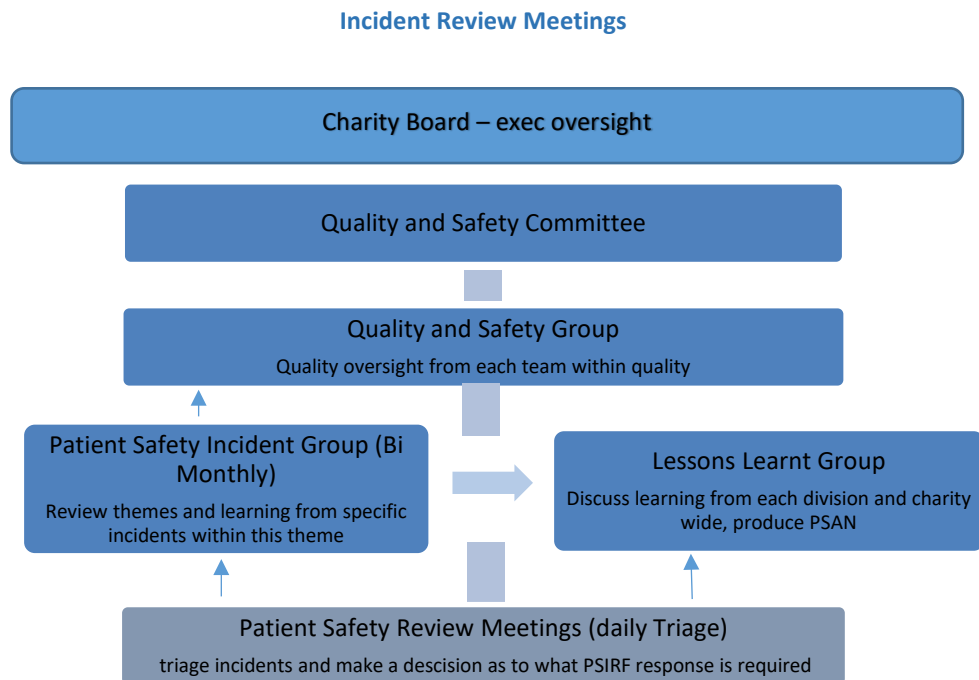 Incident Review Meetings
Charity Board – exec oversight
Quality and Safety Committee
Quality and Safety Group
Quality oversight from each team within quality
Patient Safety Incident Group (Bi
Monthly)
Review themes and learning from specific
incidents within this theme
Lessons Learnt Group
Discuss learning from each division and charity
wide, produce PSAN
Patient Safety Review Meetings (daily Triage)
triage incidents and make a descision as to what PSIRF response is required